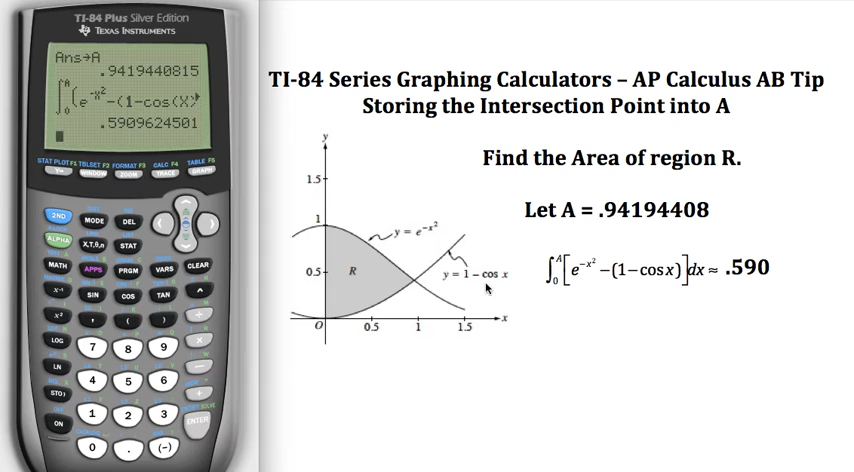 TI-84 Plus Silver Edition
TEXAS INSTRUMENTS
Ans→A
.9419440815
∫₀ᴬ(e^-X²-(1-cos(X)
.5909624501
STAT PLOT F1 TBLSET F2 FORMAT F3 CALC F4 TABLE F5
Y= WINDOW ZOOM TRACE GRAPH
2ND MODE DEL
ALPHA X,T,θ,n STAT
MATH APPS PRGM VARS CLEAR
x⁻¹ SIN COS TAN ÷
x² , ( ) ^
LOG 7 8 9 ×
LN 4 5 6 −
STO› 1 2 3 +
ON 0 . (−) ENTER
TI-84 Series Graphing Calculators – AP Calculus AB Tip
Storing the Intersection Point into A
Find the Area of region R.
Let A = .94194408
∫₀ᴬ[e^-x² -(1-cosx)]dx ≈ .590
y
1.5
1
0.5
O
0.5
1
1.5
x
R
y = e^-x²
y = 1 - cos x